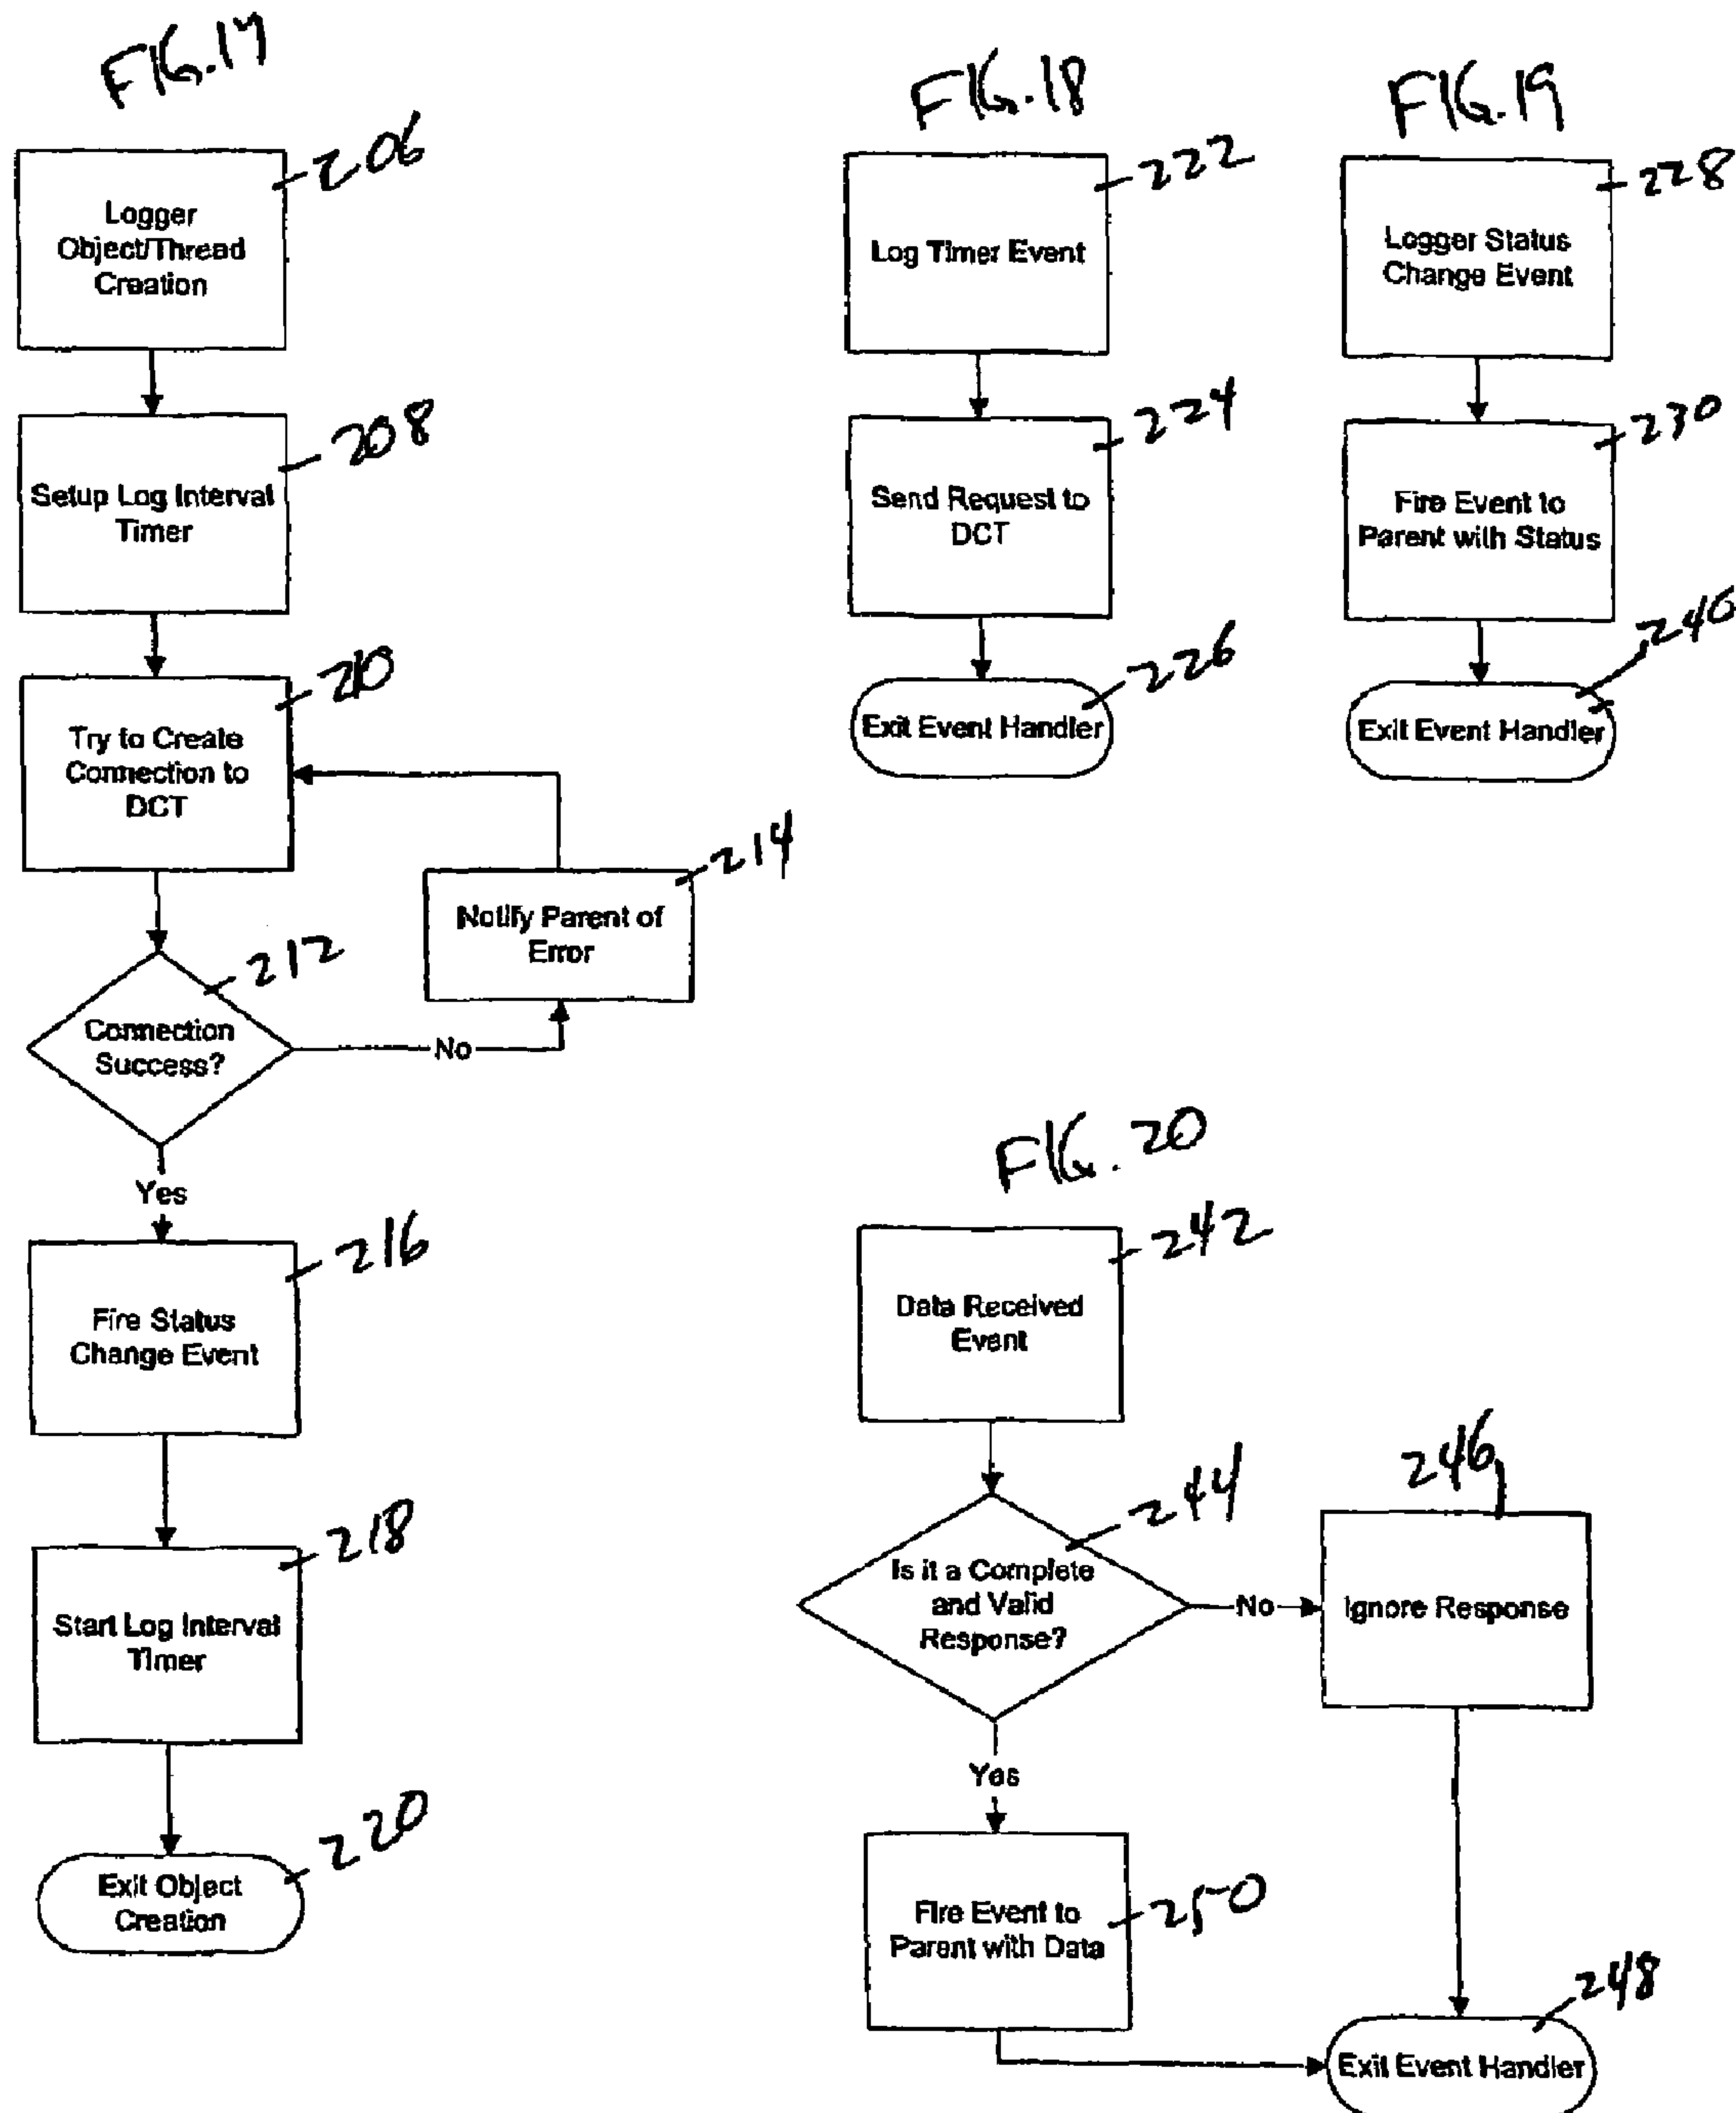 FIG.17
206
Logger
Object/Thread
Creation
208
Setup Log Interval
Timer
210
Try to Create
Connection to
DCT
214
Notify Parent of
Error
212
Connection
Success?
No
Yes
216
Fire Status
Change Event
218
Start Log Interval
Timer
220
Exit Object
Creation
FIG.18
222
Log Timer Event
224
Send Request to
DCT
226
Exit Event Handler
FIG.19
228
Logger Status
Change Event
230
Fire Event to
Parent with Status
240
Exit Event Handler
FIG. 20
242
Data Received
Event
244
Is it a Complete
and Valid
Response?
No
246
Ignore Response
Yes
250
Fire Event to
Parent with Data
248
Exit Event Handler